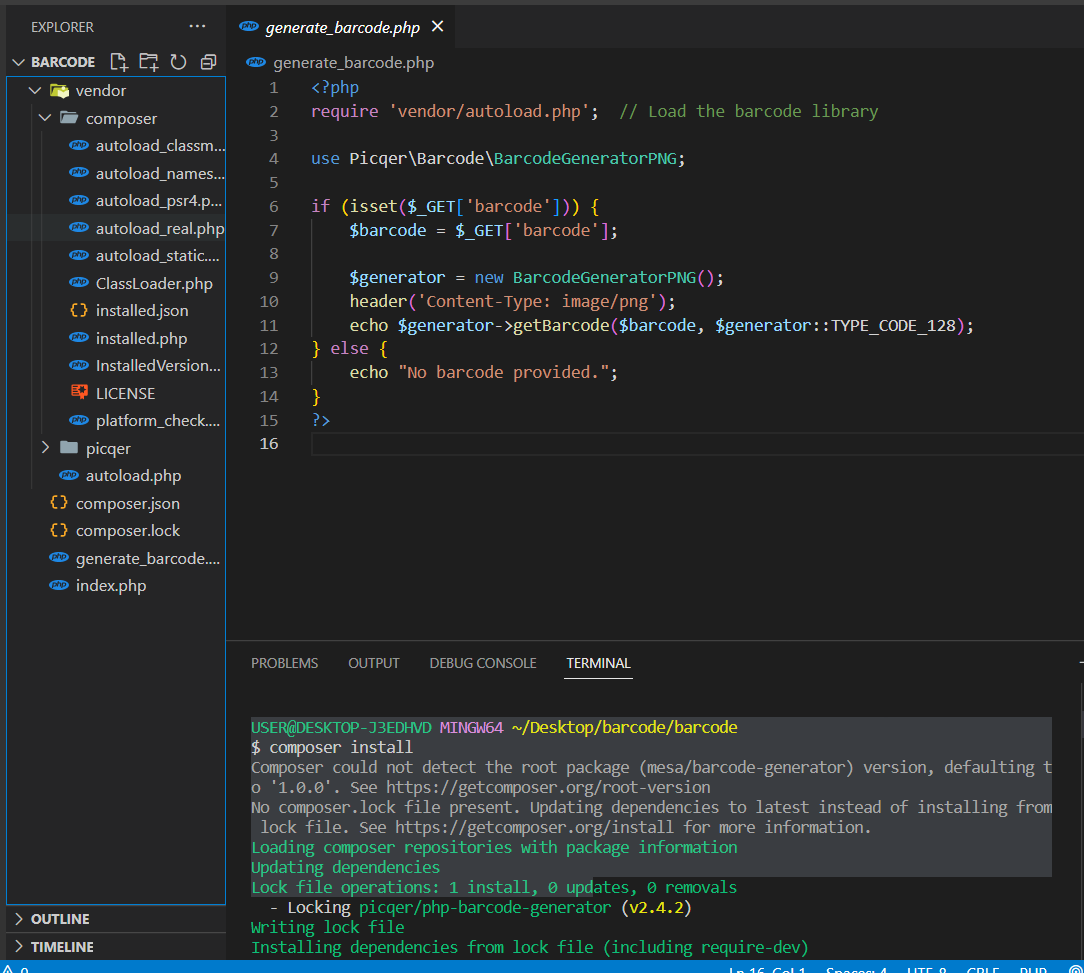 EXPLORER
BARCODE
vendor
composer
autoload_classm...
autoload_names...
autoload_psr4.p...
autoload_real.php
autoload_static....
ClassLoader.php
installed.json
installed.php
InstalledVersion...
LICENSE
platform_check....
picqer
autoload.php
composer.json
composer.lock
generate_barcode....
index.php
OUTLINE
TIMELINE
generate_barcode.php
generate_barcode.php
1 <?php
2 require 'vendor/autoload.php';  // Load the barcode library
3
4 use Picqer\Barcode\BarcodeGeneratorPNG;
5
6 if (isset($_GET['barcode'])) {
7     $barcode = $_GET['barcode'];
8
9     $generator = new BarcodeGeneratorPNG();
10     header('Content-Type: image/png');
11     echo $generator->getBarcode($barcode, $generator::TYPE_CODE_128);
12 } else {
13     echo "No barcode provided.";
14 }
15 ?>
16
PROBLEMS OUTPUT DEBUG CONSOLE TERMINAL
USER@DESKTOP-J3EDHVD MINGW64 ~/Desktop/barcode/barcode
$ composer install
Composer could not detect the root package (mesa/barcode-generator) version, defaulting t
o '1.0.0'. See https://getcomposer.org/root-version
No composer.lock file present. Updating dependencies to latest instead of installing from
 lock file. See https://getcomposer.org/install for more information.
Loading composer repositories with package information
Updating dependencies
Lock file operations: 1 install, 0 updates, 0 removals
  - Locking picqer/php-barcode-generator (v2.4.2)
Writing lock file
Installing dependencies from lock file (including require-dev)
0 Ln 16, Col 1 Spaces: 4 UTF-8 CRLF PHP